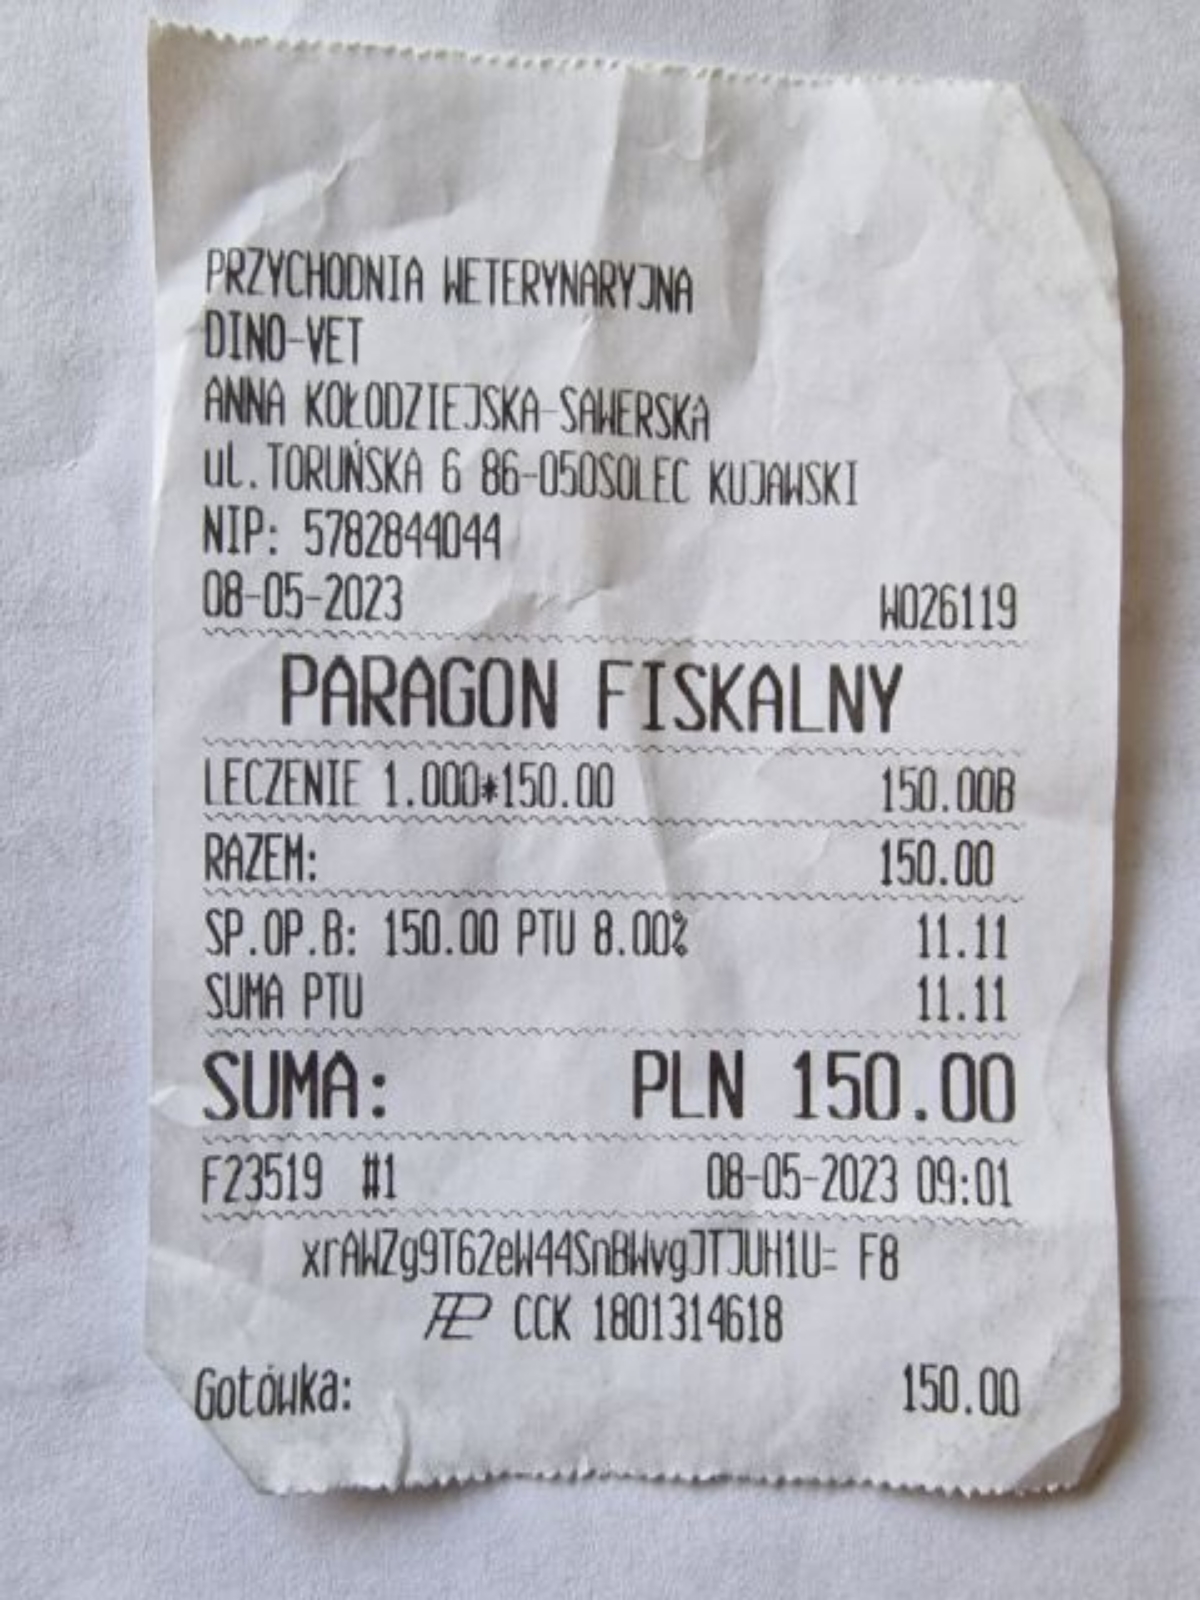 PRZYCHODNIA WETERYNARYJNA
DINO-VET
ANNA KOŁODZIEJSKA-SAWERSKA
ul.TORUŃSKA 6 86-050SOLEC KUJAWSKI
NIP: 5782844044
08-05-2023 W026119
PARAGON FISKALNY
LECZENIE 1.000*150.00 150.00B
RAZEM: 150.00
SP.OP.B: 150.00 PTU 8.00% 11.11
SUMA PTU 11.11
SUMA: PLN 150.00
F23519 #1 08-05-2023 09:01
xrAWZg9T62eW44SnBWvgJTJUH1U= F8
CCK 1801314618
Gotówka: 150.00